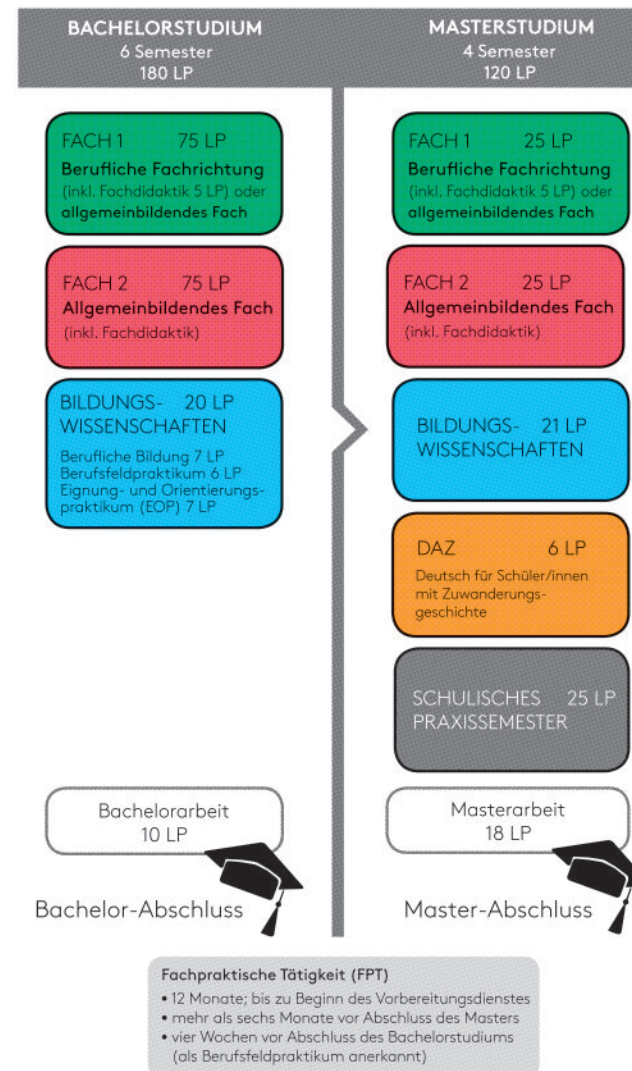 BACHELORSTUDIUM
6 Semester
180 LP
FACH 1 75 LP
Berufliche Fachrichtung
(inkl. Fachdidaktik 5 LP) oder
allgemeinbildendes Fach
FACH 2 75 LP
Allgemeinbildendes Fach
(inkl. Fachdidaktik)
BILDUNGS- 20 LP
WISSENSCHAFTEN
Berufliche Bildung 7 LP
Berufsfeldpraktikum 6 LP
Eignung- und Orientierungs-
praktikum (EOP) 7 LP
Bachelorarbeit
10 LP
Bachelor-Abschluss
MASTERSTUDIUM
4 Semester
120 LP
FACH 1 25 LP
Berufliche Fachrichtung
(inkl. Fachdidaktik 5 LP) oder
allgemeinbildendes Fach
FACH 2 25 LP
Allgemeinbildendes Fach
(inkl. Fachdidaktik)
BILDUNGS- 21 LP
WISSENSCHAFTEN
DAZ 6 LP
Deutsch für Schüler/innen
mit Zuwanderungs-
geschichte
SCHULISCHES 25 LP
PRAXISSEMESTER
Masterarbeit
18 LP
Master-Abschluss
Fachpraktische Tätigkeit (FPT)
• 12 Monate; bis zu Beginn des Vorbereitungsdienstes
• mehr als sechs Monate vor Abschluss des Masters
• vier Wochen vor Abschluss des Bachelorstudiums
(als Berufsfeldpraktikum anerkannt)